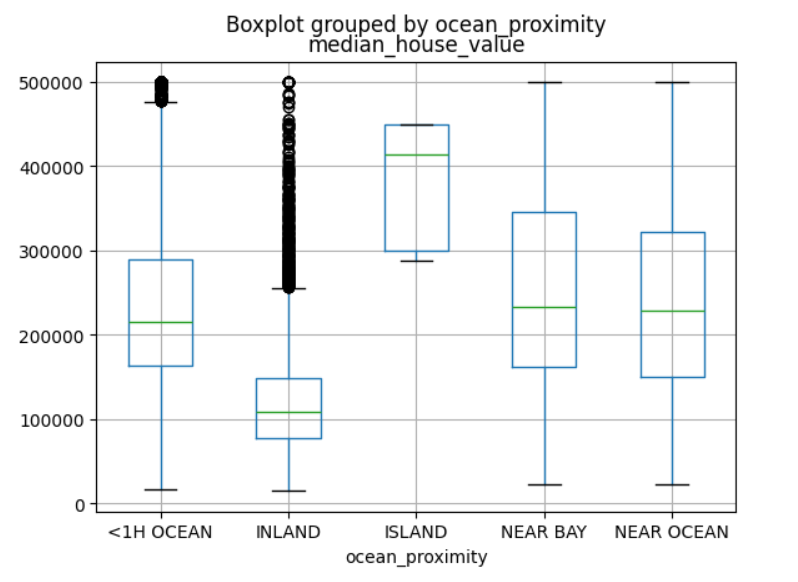 Boxplot grouped by ocean_proximity
median_house_value
500000
400000
300000
200000
100000
0
<1H OCEAN INLAND ISLAND NEAR BAY NEAR OCEAN
ocean_proximity